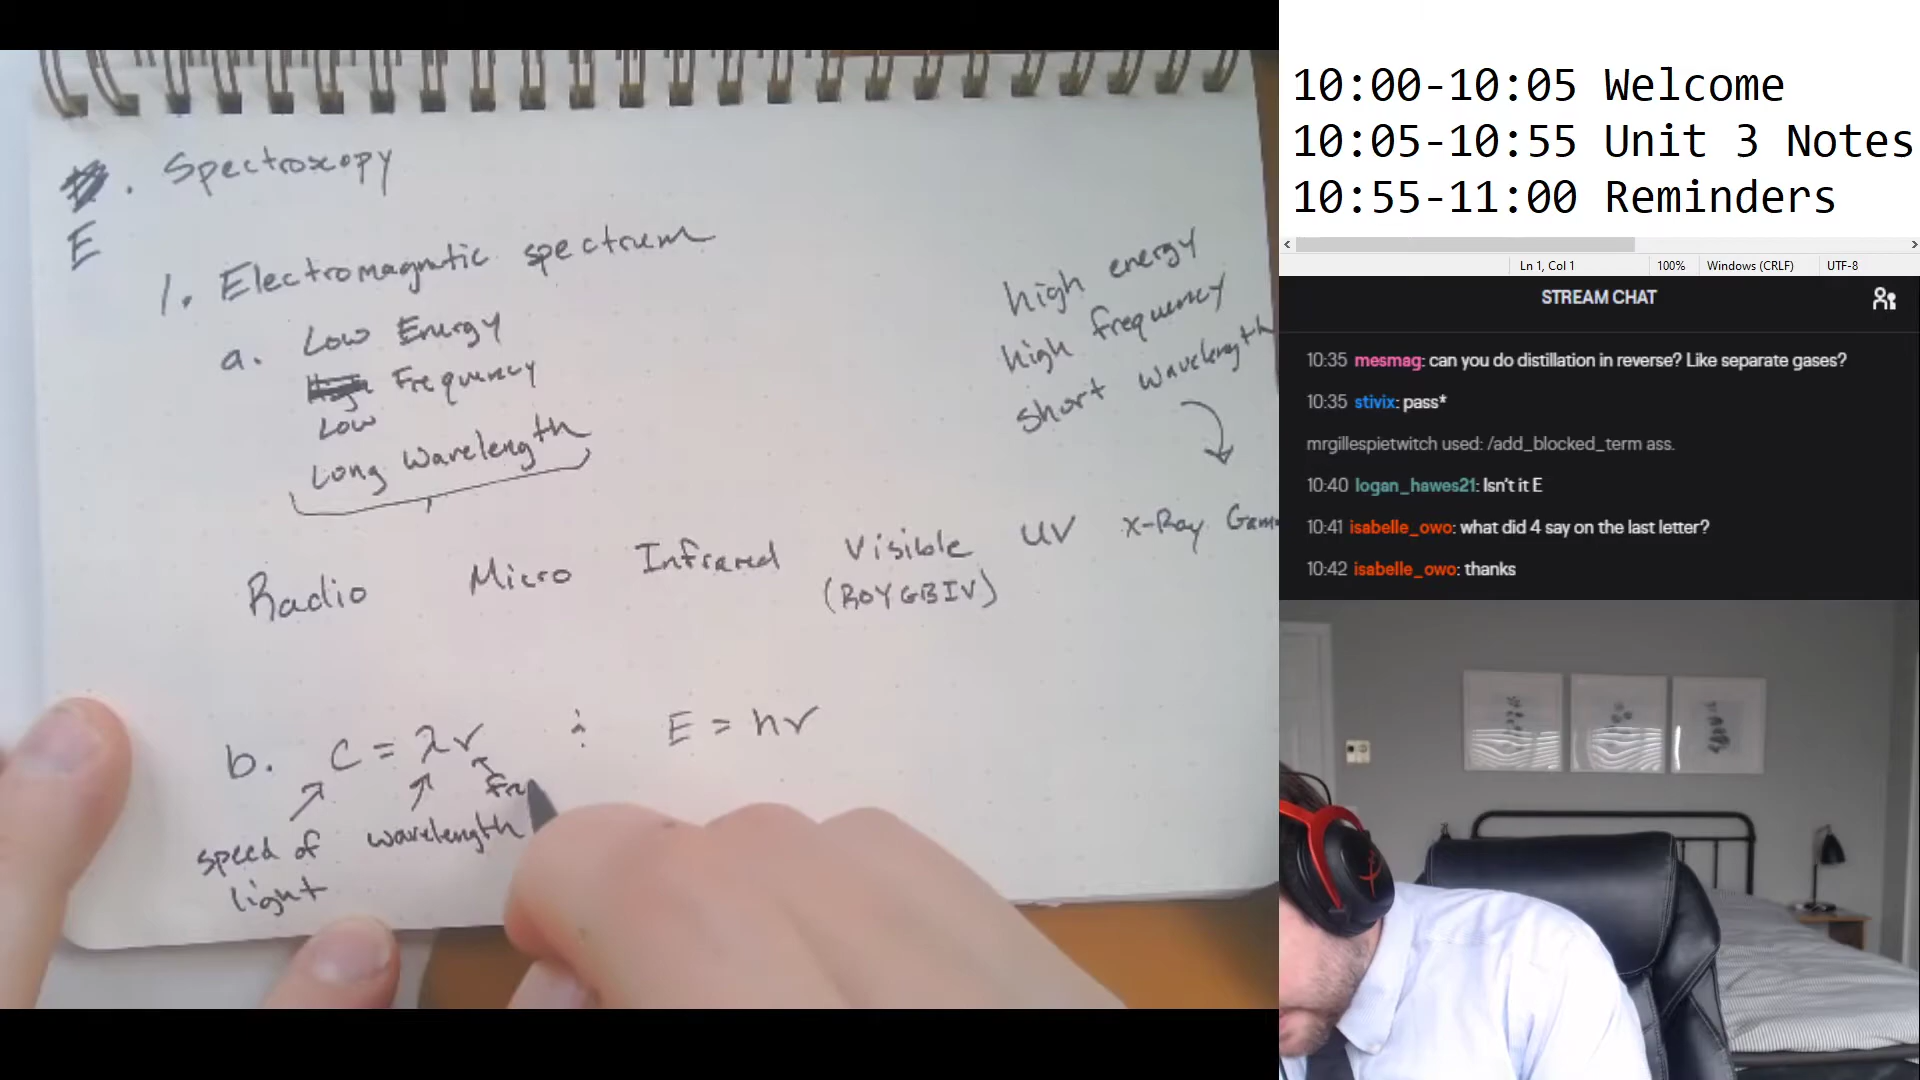 . Spectroscopy
E
1. Electromagnetic spectrum
a. Low Energy
Frequency
Low
Long Wavelength
high energy
high frequency
short wavelength
Radio Micro Infrared Visible UV X-Ray Gam
(ROYGBIV)
b. C = λν ; E = hν
fre
speed of wavelength
light
10:00-10:05 Welcome
10:05-10:55 Unit 3 Notes
10:55-11:00 Reminders
Ln 1, Col 1 100% Windows (CRLF) UTF-8
STREAM CHAT
10:35 mesmag: can you do distillation in reverse? Like separate gases?
10:35 stivix: pass*
mrgillespietwitch used: /add_blocked_term ass.
10:40 logan_hawes21: Isn't it E
10:41 isabelle_owo: what did 4 say on the last letter?
10:42 isabelle_owo: thanks